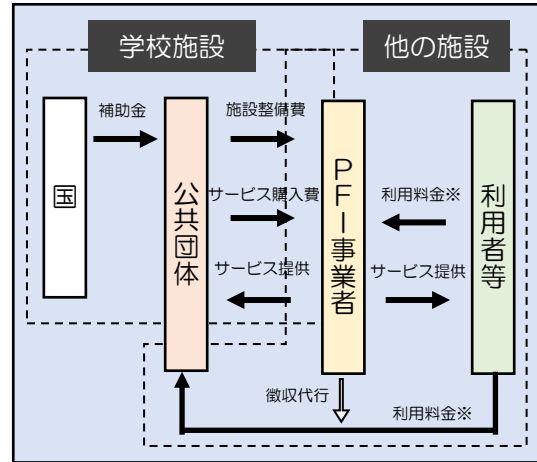 学校施設
他の施設
補助金
施設整備費
国
公共団体
サービス購入費
PFI事業者
利用料金※
利用者等
サービス提供
サービス提供
徴収代行
利用料金※